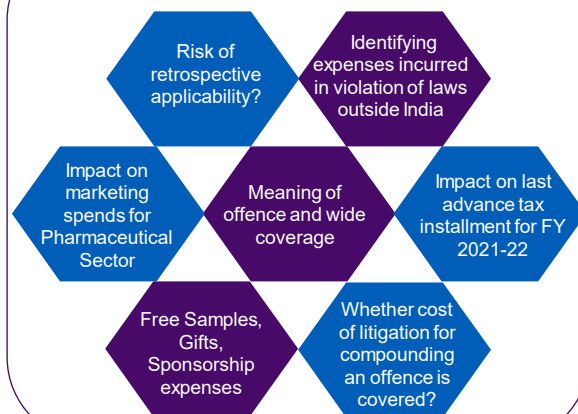 Risk of
retrospective
applicability?
Identifying
expenses incurred
in violation of laws
outside India
Impact on
marketing
spends for
Pharmaceutical
Sector
Meaning of
offence and wide
coverage
Impact on last
advance tax
installment for FY
2021-22
Free Samples,
Gifts,
Sponsorship
expenses
Whether cost
of litigation for
compounding
an offence is
covered?